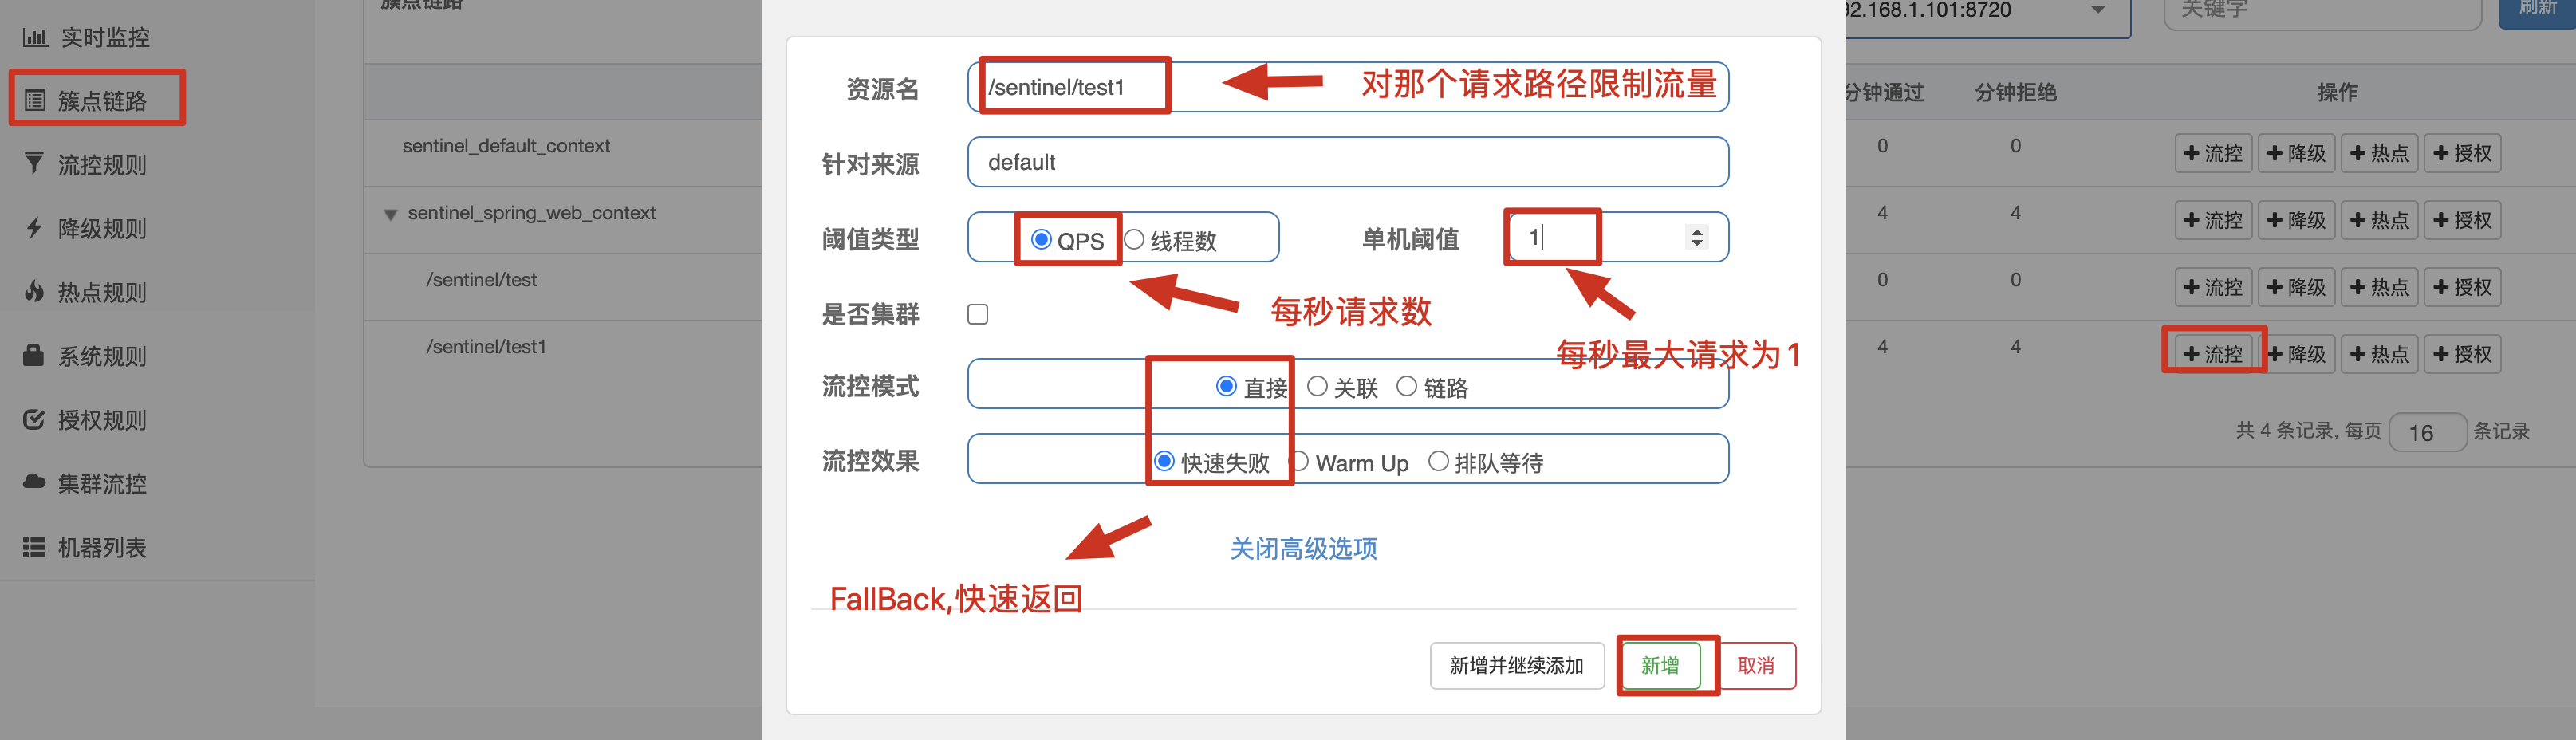 实时监控
簇点链路
流控规则
降级规则
热点规则
系统规则
授权规则
集群流控
机器列表
簇点链路
sentinel_default_context
sentinel_spring_web_context
/sentinel/test
/sentinel/test1
资源名 /sentinel/test1 对那个请求路径限制流量
针对来源 default
阈值类型 QPS 线程数 单机阈值 1
是否集群 每秒请求数
每秒最大请求为1
流控模式 直接 关联 链路
流控效果 快速失败 Warm Up 排队等待
关闭高级选项
FallBack,快速返回
新增并继续添加 新增 取消
92.168.1.101:8720 关键字 刷新
分钟通过 分钟拒绝 操作
0 0 流控 降级 热点 授权
4 4 流控 降级 热点 授权
0 0 流控 降级 热点 授权
4 4 流控 降级 热点 授权
共 4 条记录, 每页 16 条记录